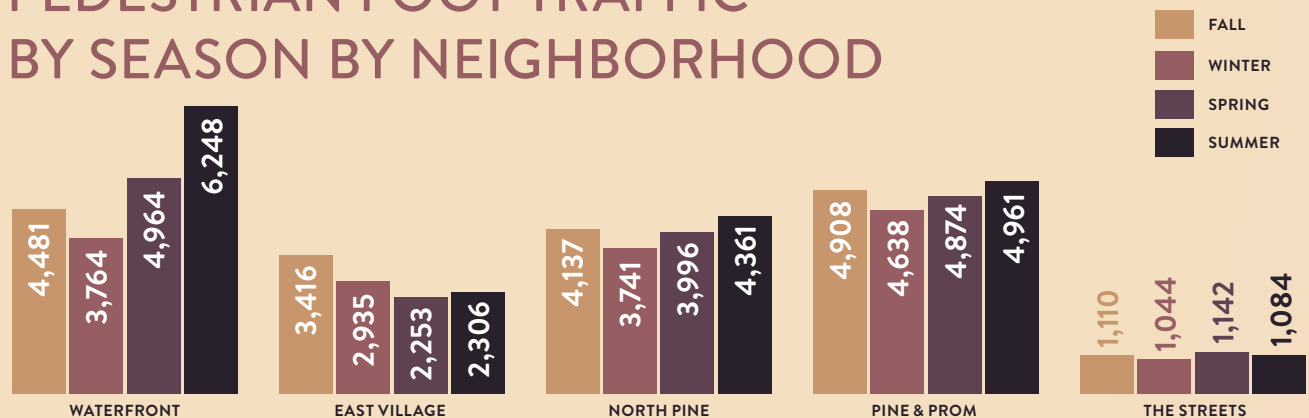 PEDESTRIAN FOOT TRAFFIC
BY SEASON BY NEIGHBORHOOD
FALL
WINTER
SPRING
SUMMER
4,481
3,764
4,964
6,248
WATERFRONT
3,416
2,935
2,253
2,306
EAST VILLAGE
4,137
3,741
3,996
4,361
NORTH PINE
4,908
4,638
4,874
4,961
PINE & PROM
1,110
1,044
1,142
1,084
THE STREETS